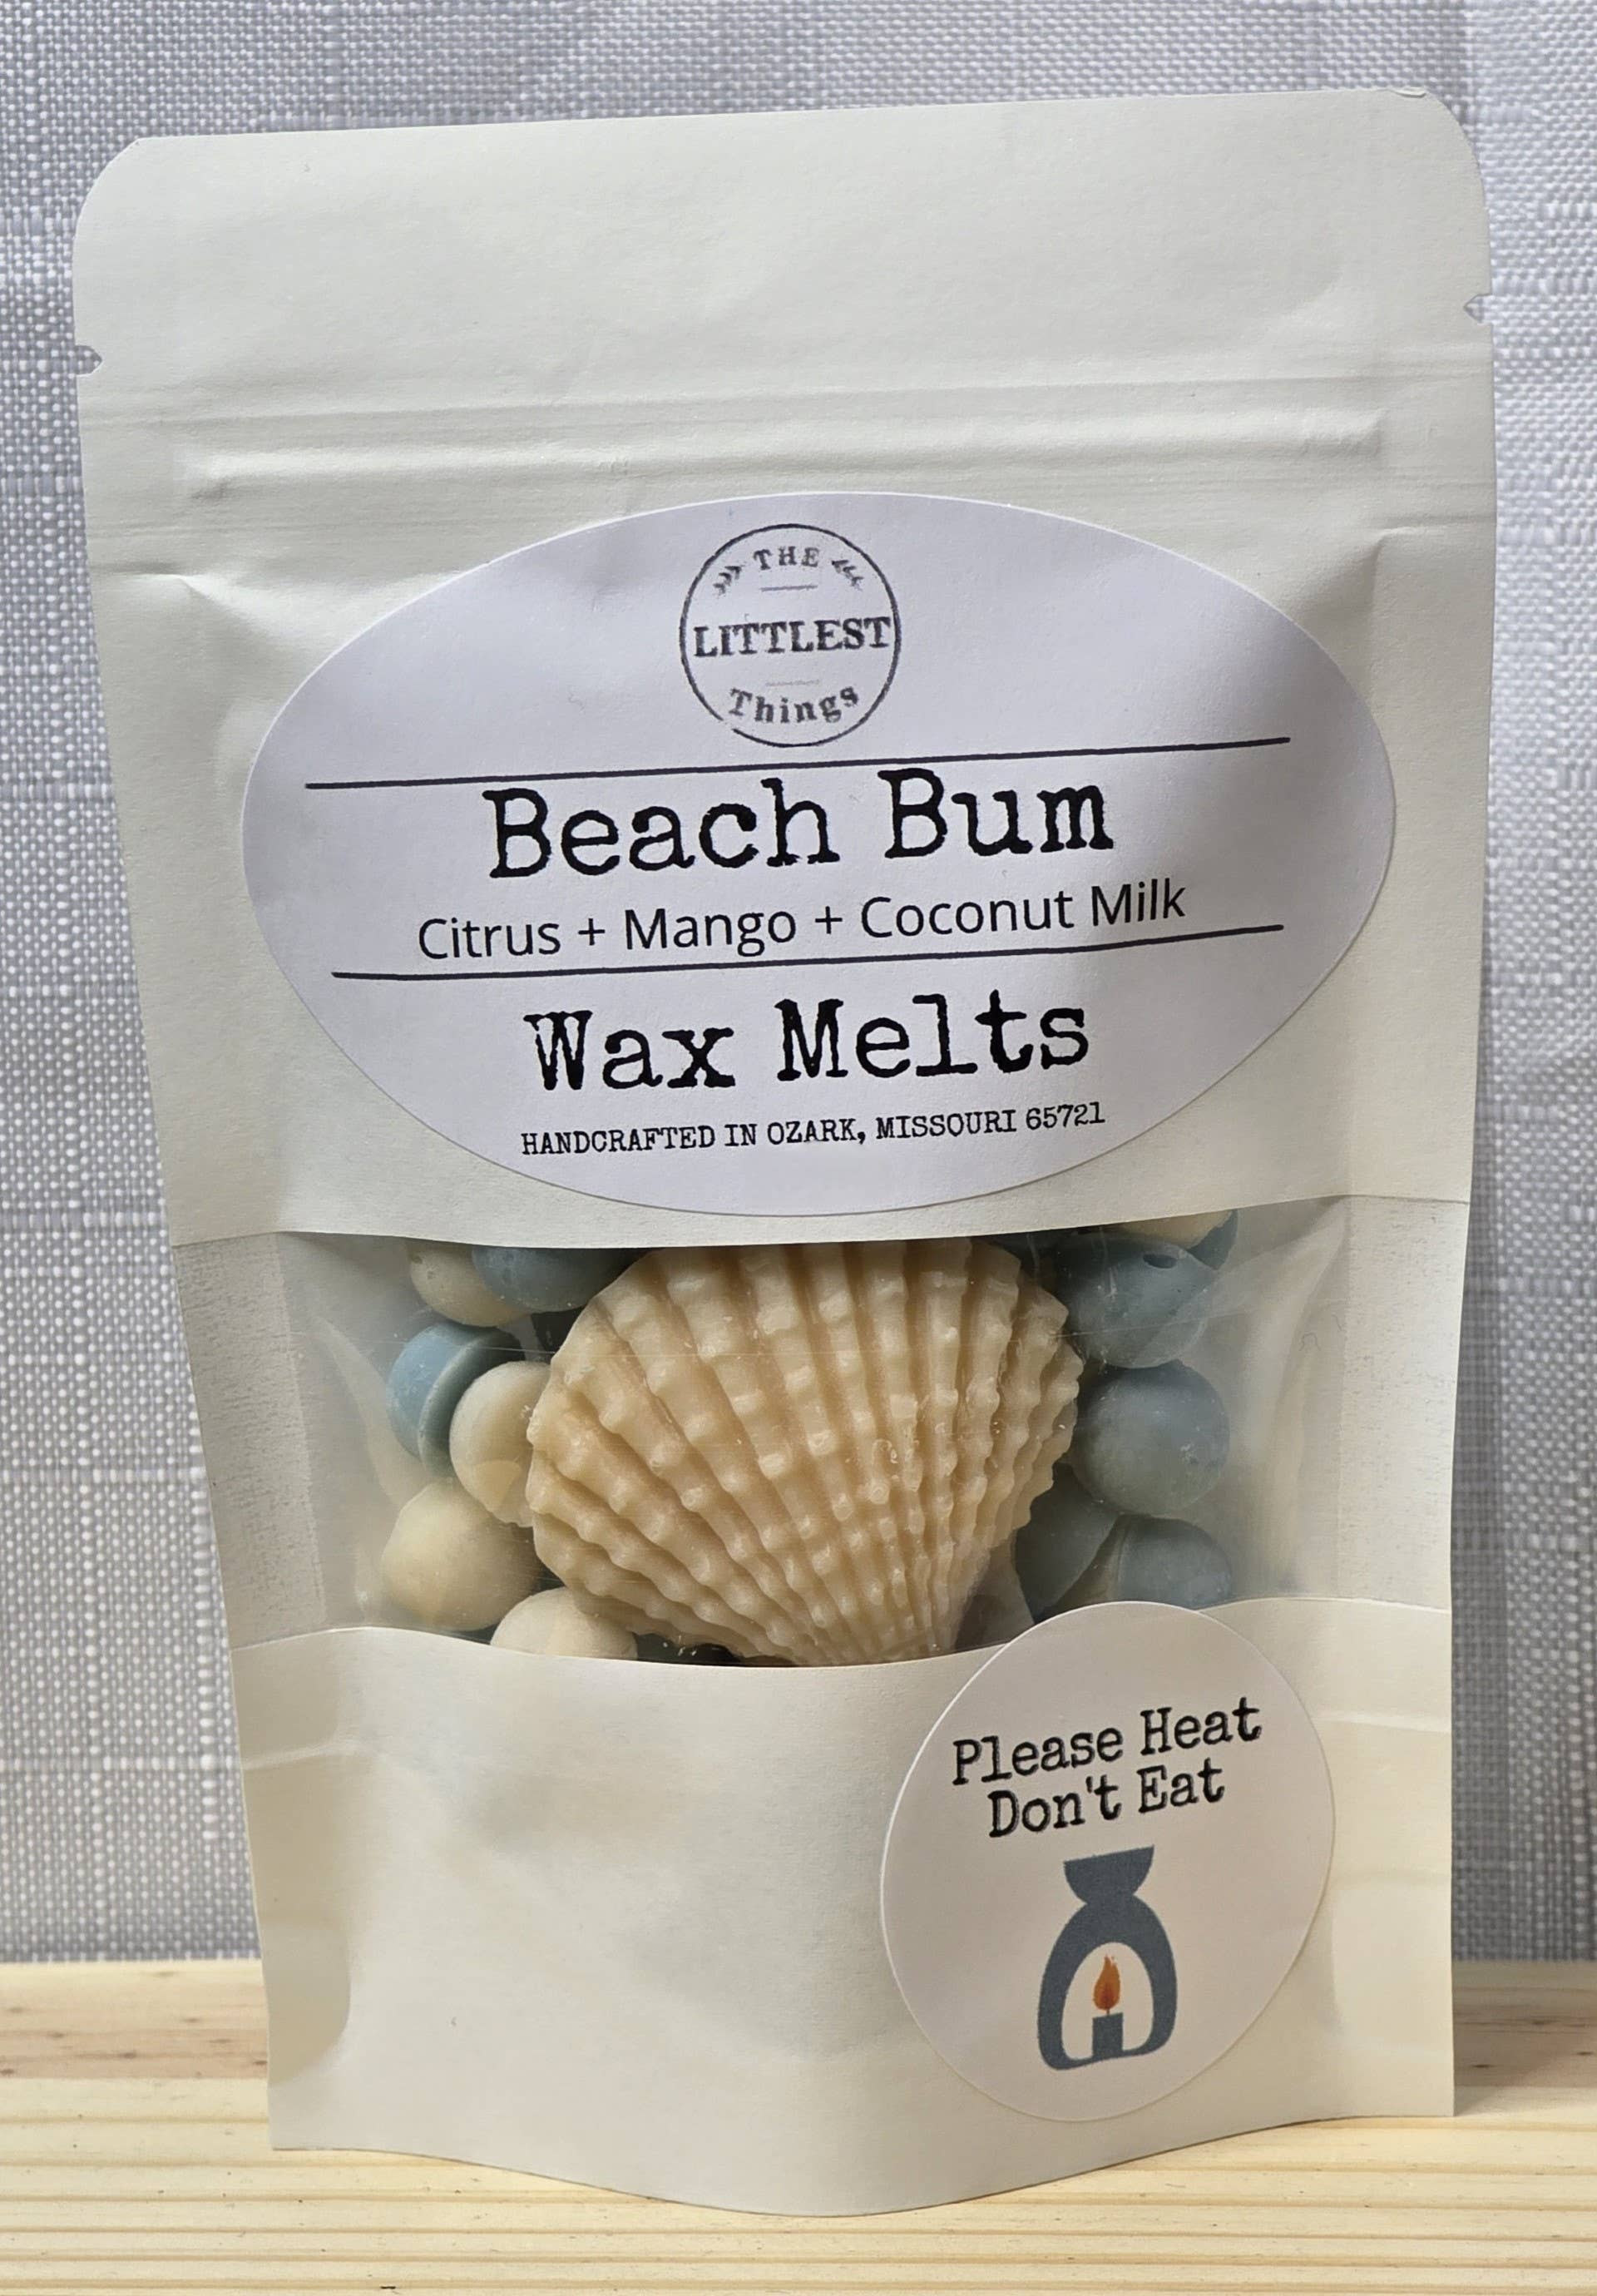 THE
LITTLEST
Things
Beach Bum
Citrus + Mango + Coconut Milk
Wax Melts
HANDCRAFTED IN OZARK, MISSOURI 65721
Please Heat
Don't Eat